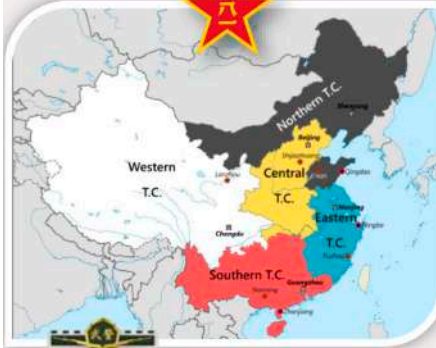 八一
Northern T.C.
Shenyang
Beijing
Shijiazhuang
Western
T.C.
Lanzhou
Central
T.C.
Jinan
Qingdao
Nanjing
Eastern
T.C.
Ningbo
Chengdu
Fuzhou
Southern T.C.
Guangzhou
Nanning
Zhanjiang